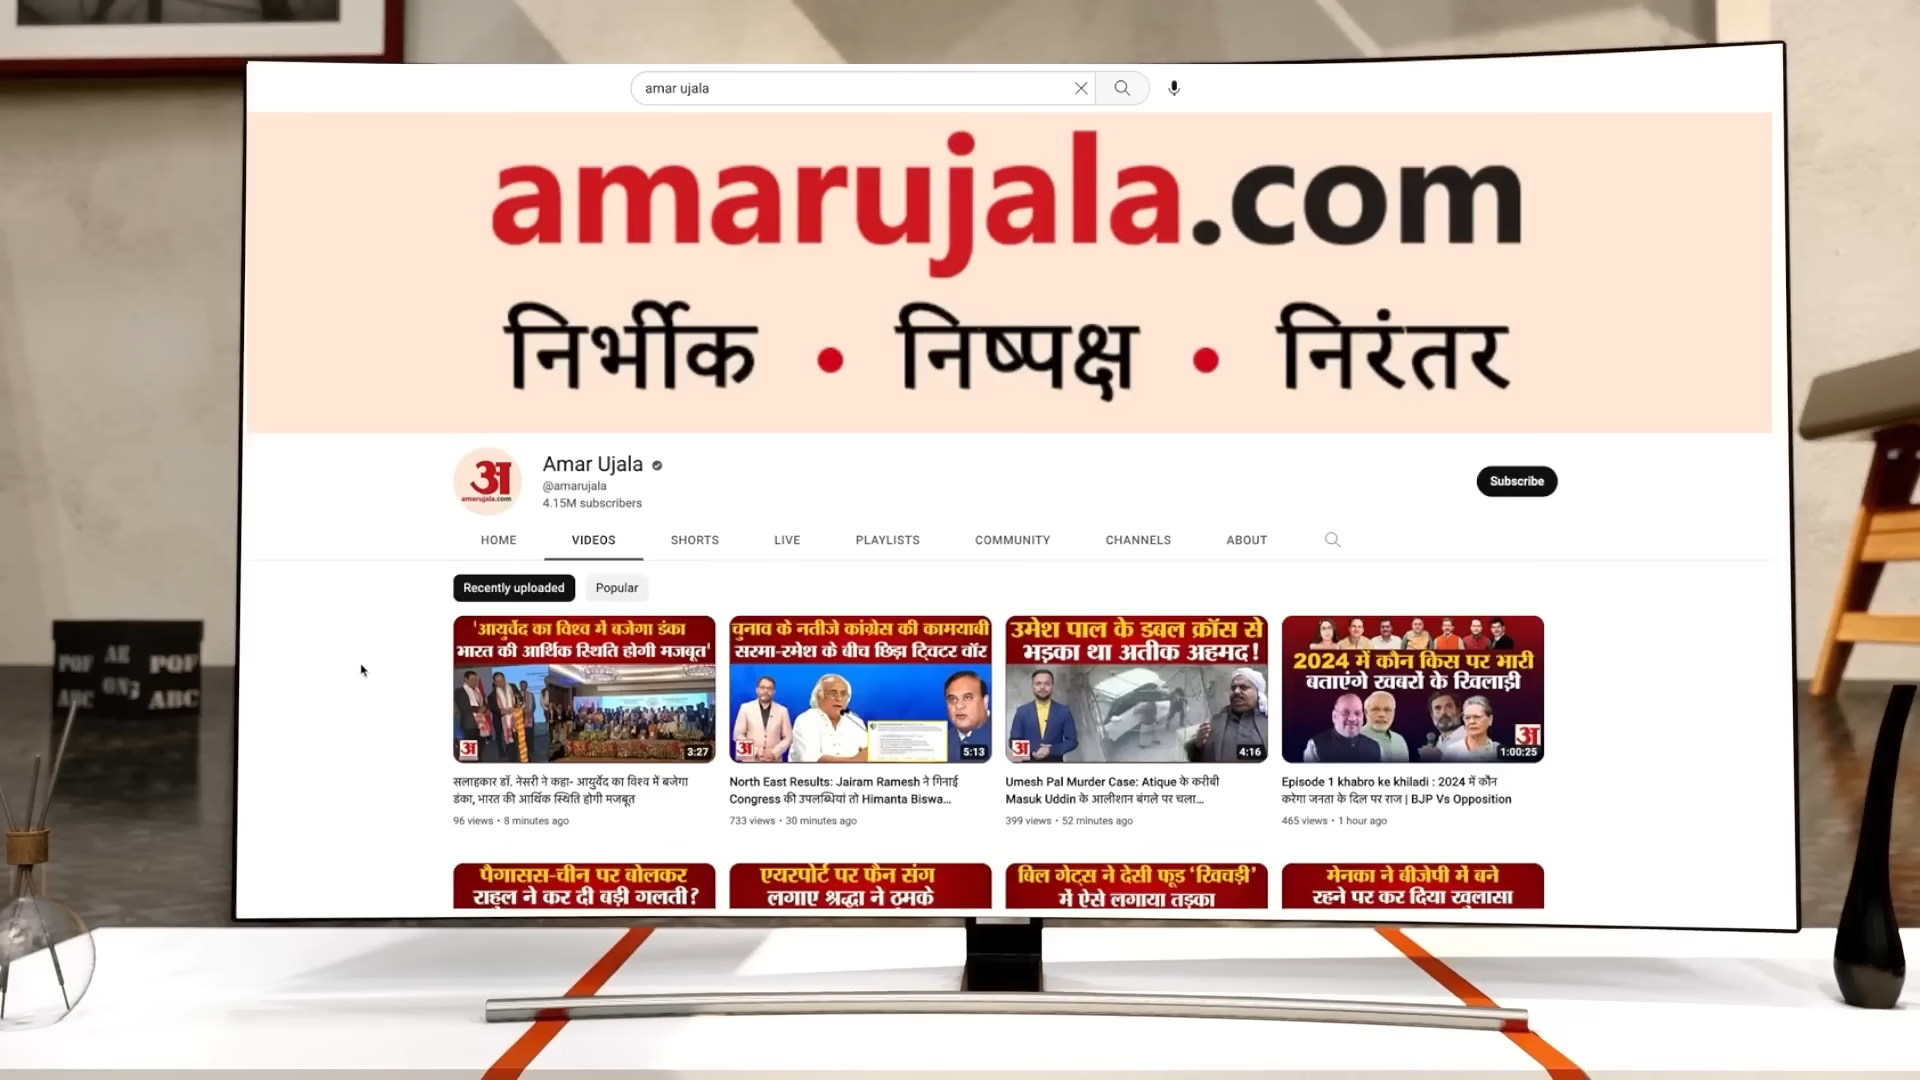 amar ujala
amarujala.com
निर्भीक • निष्पक्ष • निरंतर
अ
amarujala.com
Amar Ujala
@amarujala
4.15M subscribers
Subscribe
HOME VIDEOS SHORTS LIVE PLAYLISTS COMMUNITY CHANNELS ABOUT
Recently uploaded Popular
'आयुर्वेद का विश्व में बजेगा डंका
भारत की आर्थिक स्थिति होगी मजबूत'
अ
3:27
सलाहकार डॉ. नेसरी ने कहा- आयुर्वेद का विश्व में बजेगा
डंका, भारत की आर्थिक स्थिति होगी मजबूत
96 views • 8 minutes ago
चुनाव के नतीजे कांग्रेस की कामयाबी
सरमा-रमेश के बीच छिड़ा ट्विटर वॉर
अ
5:13
North East Results: Jairam Ramesh ने गिनाई
Congress की उपलब्धियां तो Himanta Biswa...
733 views • 30 minutes ago
उमेश पाल के डबल क्रॉस से
भड़का था अतीक अहमद!
अ
4:16
Umesh Pal Murder Case: Atique के करीबी
Masuk Uddin के आलीशान बंगले पर चला...
399 views • 52 minutes ago
2024 में कौन किस पर भारी
बताएंगे खबरों के खिलाड़ी
अ
1:00:25
Episode 1 khabro ke khiladi : 2024 में कौन
करेगा जनता के दिल पर राज | BJP Vs Opposition
465 views • 1 hour ago
पैगासस-चीन पर बोलकर
राहुल ने कर दी बड़ी गलती?
एयरपोर्ट पर फैन संग
लगाए श्रद्धा ने ठुमके
बिल गेट्स ने देसी फूड 'खिचड़ी'
में ऐसे लगाया तड़का
मेनका ने बीजेपी में बने
रहने पर कर दिया खुलासा